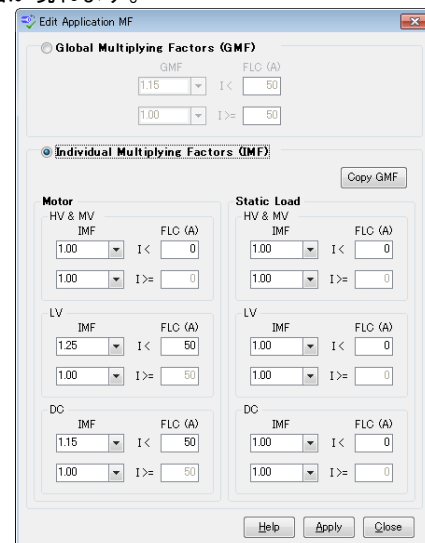 Edit Application MF
Global Multiplying Factors (GMF)
GMF FLC (A)
1.15 I< 50
1.00 I>= 50
Individual Multiplying Factors (IMF)
Copy GMF
Motor
HV & MV
IMF FLC (A)
1.00 I< 0
1.00 I>= 0
LV
IMF FLC (A)
1.25 I< 50
1.00 I>= 50
DC
IMF FLC (A)
1.15 I< 50
1.00 I>= 50
Static Load
HV & MV
IMF FLC (A)
1.00 I< 0
1.00 I>= 0
LV
IMF FLC (A)
1.00 I< 0
1.00 I>= 0
DC
IMF FLC (A)
1.00 I< 0
1.00 I>= 0
Help Apply Close